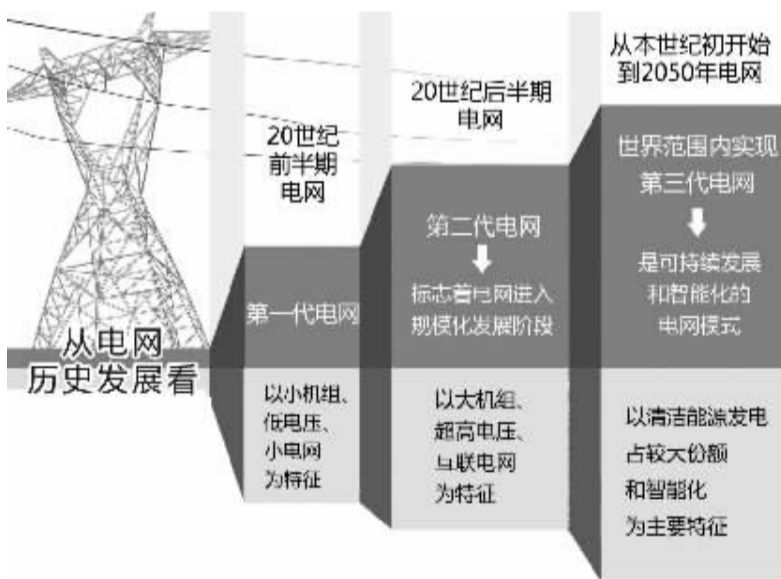 从电网
历史发展看
20世纪
前半期
电网
第一代电网
以小机组、
低电压、
小电网
为特征
20世纪后半期
电网
第二代电网
标志着电网进入
规模化发展阶段
以大机组、
超高电压、
互联电网
为特征
从本世纪初开始
到2050年电网
世界范围内实现
第三代电网
是可持续发展
和智能化的
电网模式
以清洁能源发电
占较大份额
和智能化
为主要特征